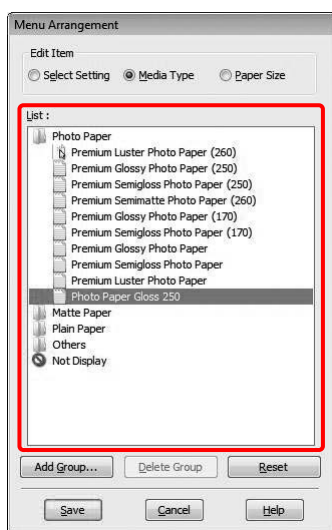 Menu Arrangement
Edit Item
Select Setting Media Type Paper Size
List :
Photo Paper
Premium Luster Photo Paper (260)
Premium Glossy Photo Paper (250)
Premium Semigloss Photo Paper (250)
Premium Semimatte Photo Paper (260)
Premium Glossy Photo Paper (170)
Premium Semigloss Photo Paper (170)
Premium Glossy Photo Paper
Premium Semigloss Photo Paper
Premium Luster Photo Paper
Photo Paper Gloss 250
Matte Paper
Plain Paper
Others
Not Display
Add Group... Delete Group Reset
Save Cancel Help